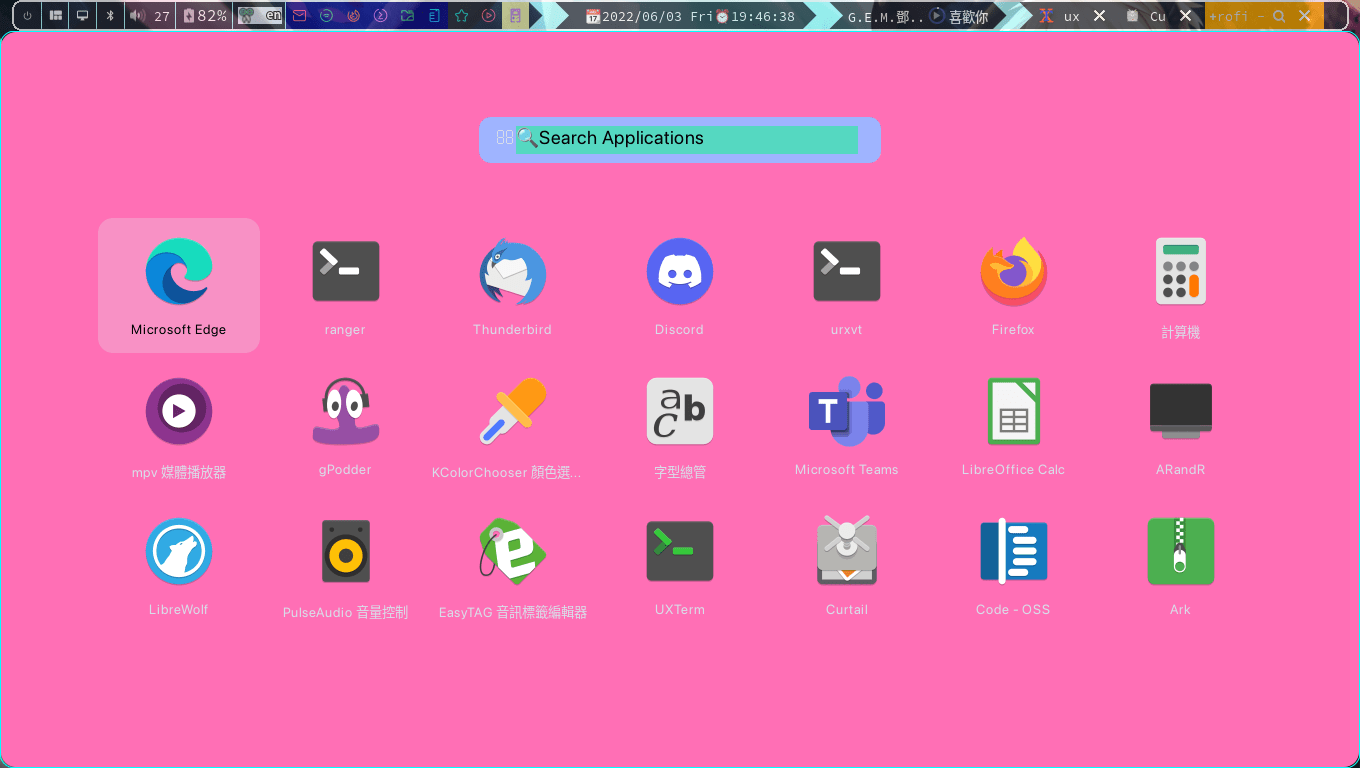 27 82% en 📅2022/06/03 Fri⏰19:46:38 G.E.M.鄧.. 喜歡你 ux Cu +rofi -
Search Applications
Microsoft Edge ranger Thunderbird Discord urxvt Firefox 計算機
mpv 媒體播放器 gPodder KColorChooser 顏色選... 字型總管 Microsoft Teams LibreOffice Calc ARandR
LibreWolf PulseAudio 音量控制 EasyTAG 音訊標籤編輯器 UXTerm Curtail Code - OSS Ark